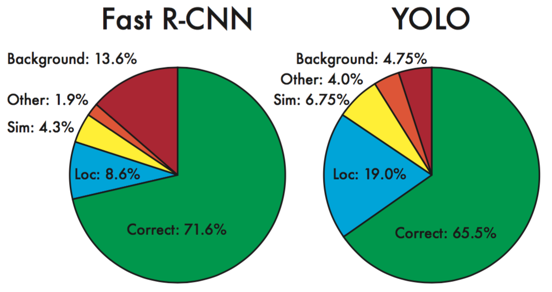 Fast R-CNN
Background: 13.6%
Other: 1.9%
Sim: 4.3%
Loc: 8.6%
Correct: 71.6%
YOLO
Background: 4.75%
Other: 4.0%
Sim: 6.75%
Loc: 19.0%
Correct: 65.5%